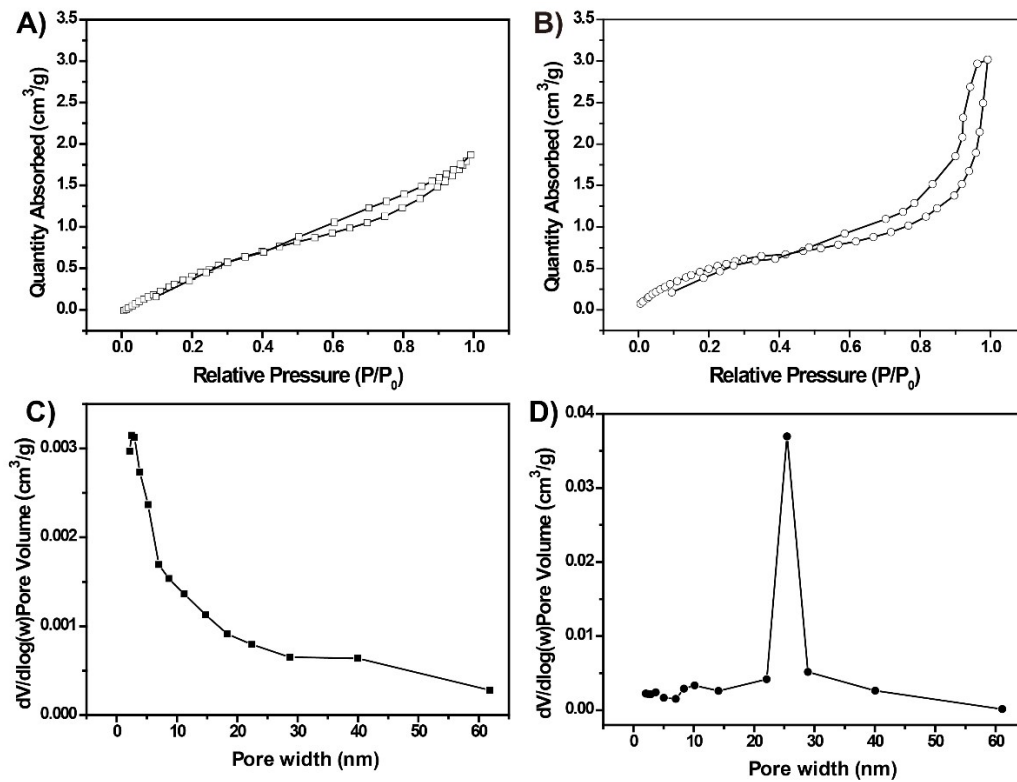 A)
Quantity Absorbed (cm³/g)
3.5
3.0
2.5
2.0
1.5
1.0
0.5
0.0
0.0 0.2 0.4 0.6 0.8 1.0
Relative Pressure (P/P₀)
B)
Quantity Absorbed (cm³/g)
3.5
3.0
2.5
2.0
1.5
1.0
0.5
0.0
0.0 0.2 0.4 0.6 0.8 1.0
Relative Pressure (P/P₀)
C)
dV/dlog(w)Pore Volume (cm³/g)
0.003
0.002
0.001
0.000
0 10 20 30 40 50 60
Pore width (nm)
D)
dV/dlog(w)Pore Volume (cm³/g)
0.04
0.03
0.02
0.01
0.00
0 10 20 30 40 50 60
Pore width (nm)